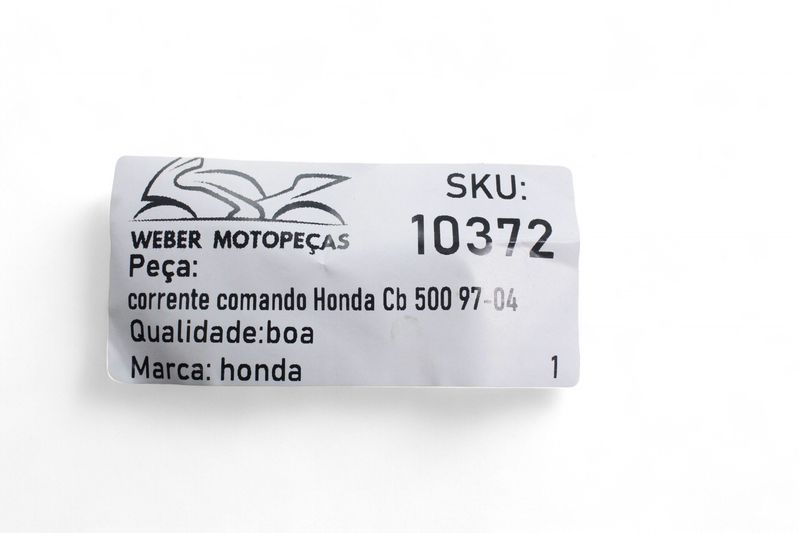 WEBER MOTOPEÇAS
SKU:
10372
Peça:
corrente comando Honda Cb 500 97-04
Qualidade:boa
Marca: honda
1